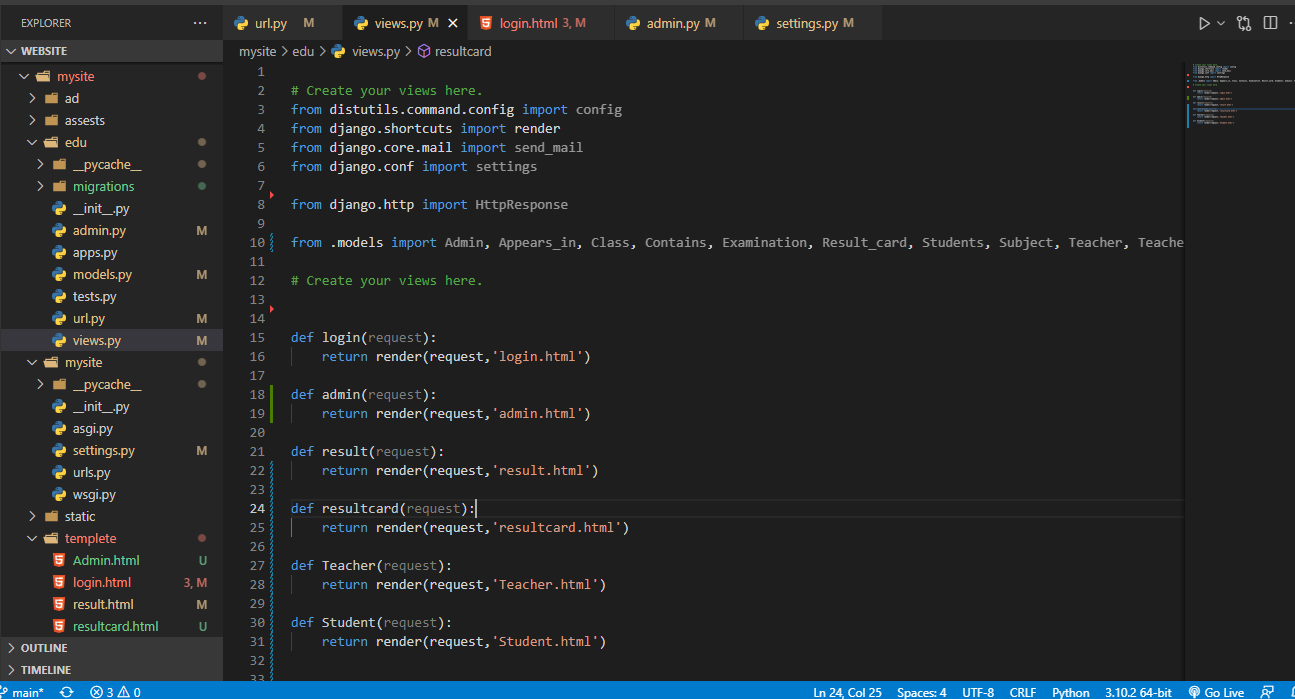 EXPLORER ...
url.py M
views.py M
login.html 3, M
admin.py M
settings.py M
WEBSITE
mysite > edu > views.py > resultcard
mysite
ad
assests
edu
__pycache__
migrations
__init__.py
admin.py M
apps.py
models.py M
tests.py
url.py M
views.py M
mysite
__pycache__
__init__.py
asgi.py
settings.py M
urls.py
wsgi.py
static
templete
Admin.html U
login.html 3, M
result.html M
resultcard.html U
OUTLINE
TIMELINE
1
2 # Create your views here.
3 from distutils.command.config import config
4 from django.shortcuts import render
5 from django.core.mail import send_mail
6 from django.conf import settings
7
8 from django.http import HttpResponse
9
10 from .models import Admin, Appears_in, Class, Contains, Examination, Result_card, Students, Subject, Teacher, Teache
11
12 # Create your views here.
13
14
15 def login(request):
16 return render(request,'login.html')
17
18 def admin(request):
19 return render(request,'admin.html')
20
21 def result(request):
22 return render(request,'result.html')
23
24 def resultcard(request):
25 return render(request,'resultcard.html')
26
27 def Teacher(request):
28 return render(request,'Teacher.html')
29
30 def Student(request):
31 return render(request,'Student.html')
32
33
main* 3 0 Ln 24, Col 25 Spaces: 4 UTF-8 CRLF Python 3.10.2 64-bit Go Live